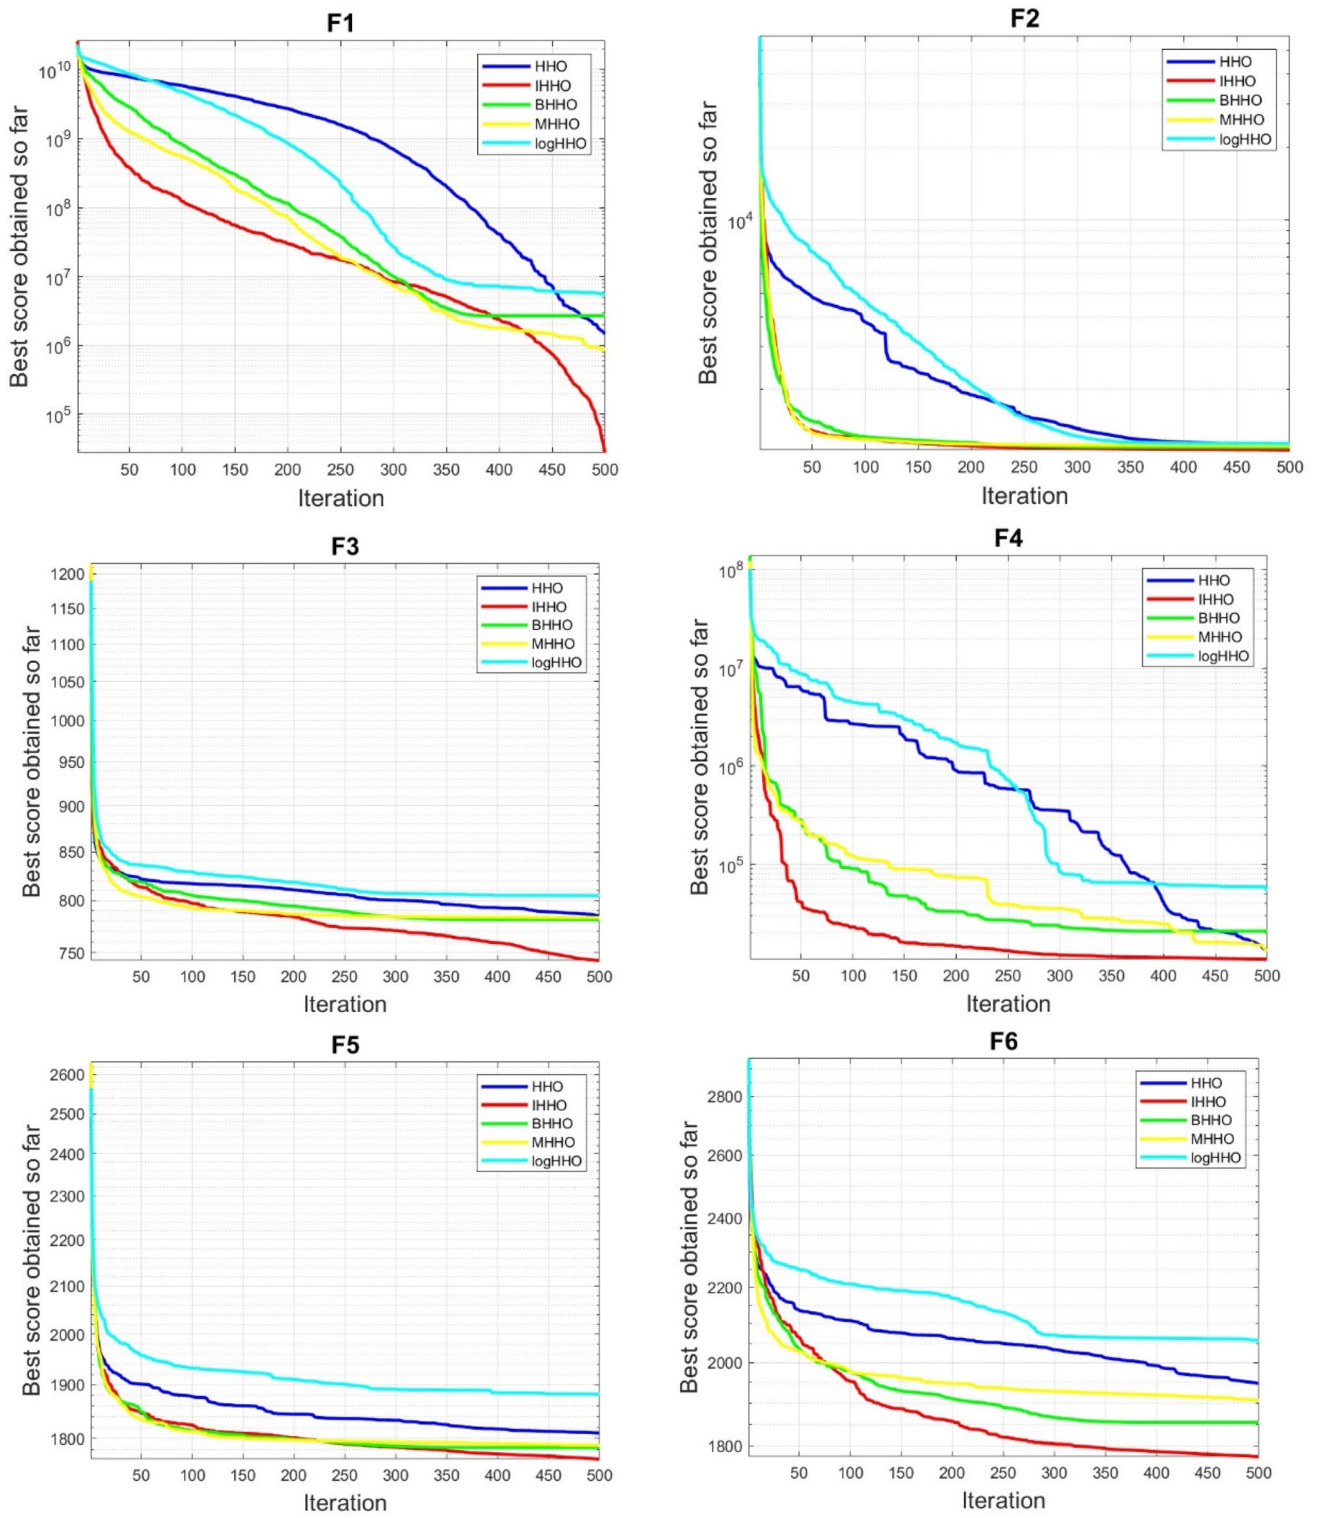 F1
Best score obtained so far
10^10
10^9
10^8
10^7
10^6
10^5
HHO
IHHO
BHHO
MHHO
logHHO
50 100 150 200 250 300 350 400 450 500
Iteration
F2
Best score obtained so far
10^4
HHO
IHHO
BHHO
MHHO
logHHO
50 100 150 200 250 300 350 400 450 500
Iteration
F3
Best score obtained so far
1200
1150
1100
1050
1000
950
900
850
800
750
HHO
IHHO
BHHO
MHHO
logHHO
50 100 150 200 250 300 350 400 450 500
Iteration
F4
Best score obtained so far
10^8
10^7
10^6
10^5
HHO
IHHO
BHHO
MHHO
logHHO
50 100 150 200 250 300 350 400 450 500
Iteration
F5
Best score obtained so far
2600
2500
2400
2300
2200
2100
2000
1900
1800
HHO
IHHO
BHHO
MHHO
logHHO
50 100 150 200 250 300 350 400 450 500
Iteration
F6
Best score obtained so far
2800
2600
2400
2200
2000
1800
HHO
IHHO
BHHO
MHHO
logHHO
50 100 150 200 250 300 350 400 450 500
Iteration